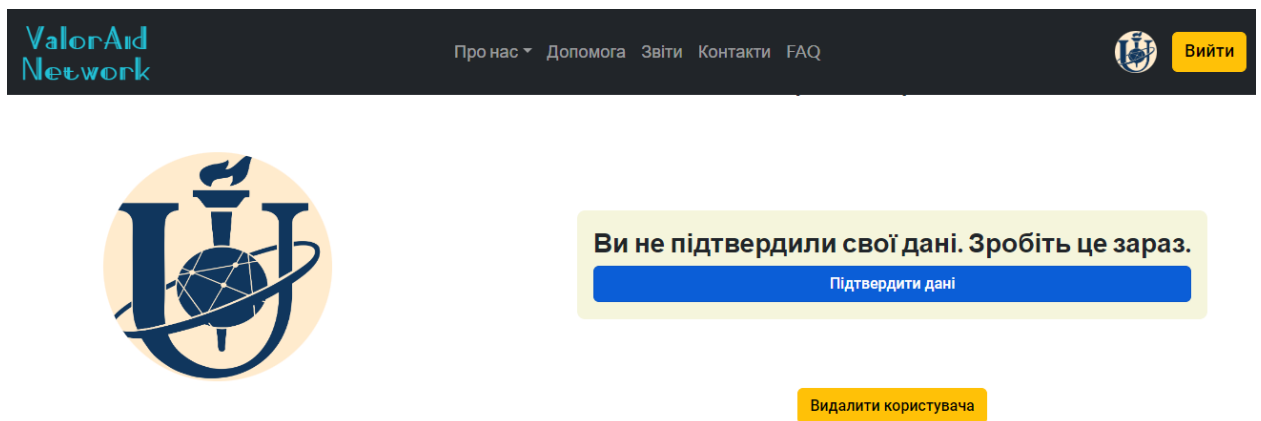 ValorAid
Network
Про нас Допомога Звіти Контакти FAQ
Вийти
Ви не підтвердили свої дані. Зробіть це зараз.
Підтвердити дані
Видалити користувача